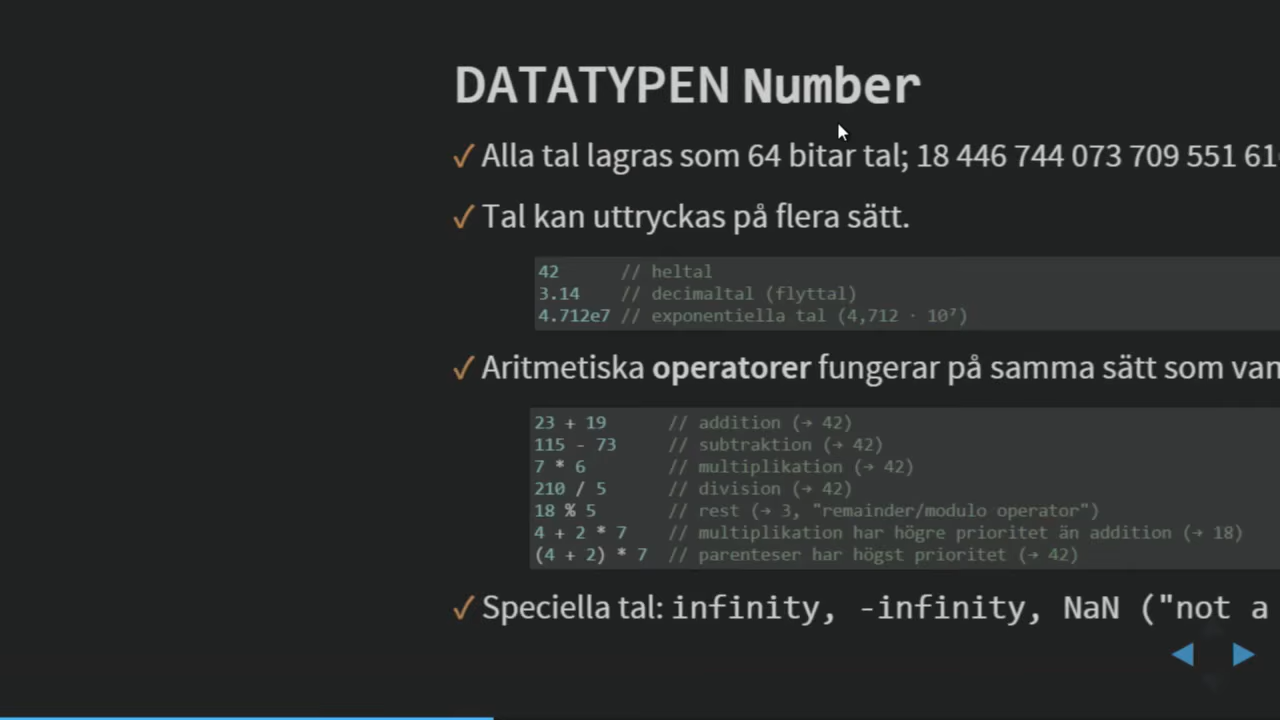 DATATYPEN Number
✓ Alla tal lagras som 64 bitar tal; 18 446 744 073 709 551 61
✓ Tal kan uttryckas på flera sätt.
42 // heltal
3.14 // decimaltal (flyttal)
4.712e7 // exponentiella tal (4,712 · 10⁷)
✓ Aritmetiska operatorer fungerar på samma sätt som van
23 + 19 // addition (→ 42)
115 - 73 // subtraktion (→ 42)
7 * 6 // multiplikation (→ 42)
210 / 5 // division (→ 42)
18 % 5 // rest (→ 3, "remainder/modulo operator")
4 + 2 * 7 // multiplikation har högre prioritet än addition (→ 18)
(4 + 2) * 7 // parenteser har högst prioritet (→ 42)
✓ Speciella tal: infinity, -infinity, NaN ("not a